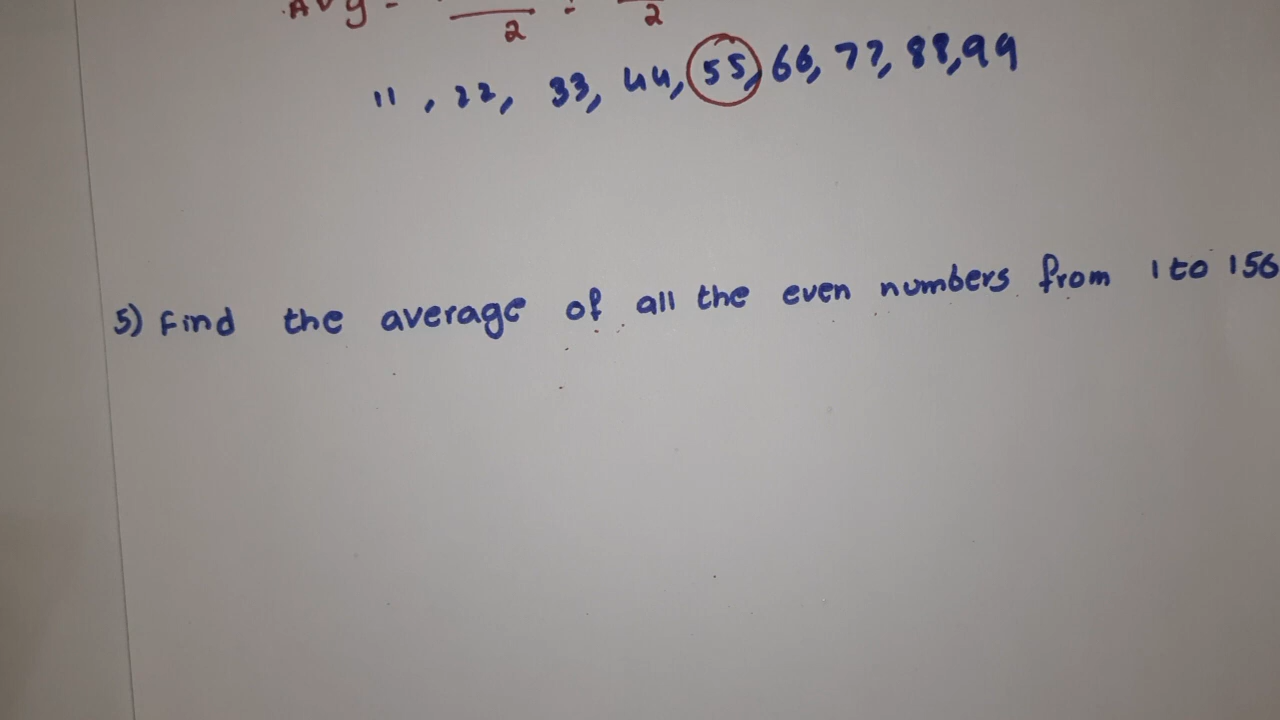 Avg =
2 = 2
11, 22, 33, 44, 55, 66, 77, 88, 99
5) Find the average of all the even numbers from 1 to 156